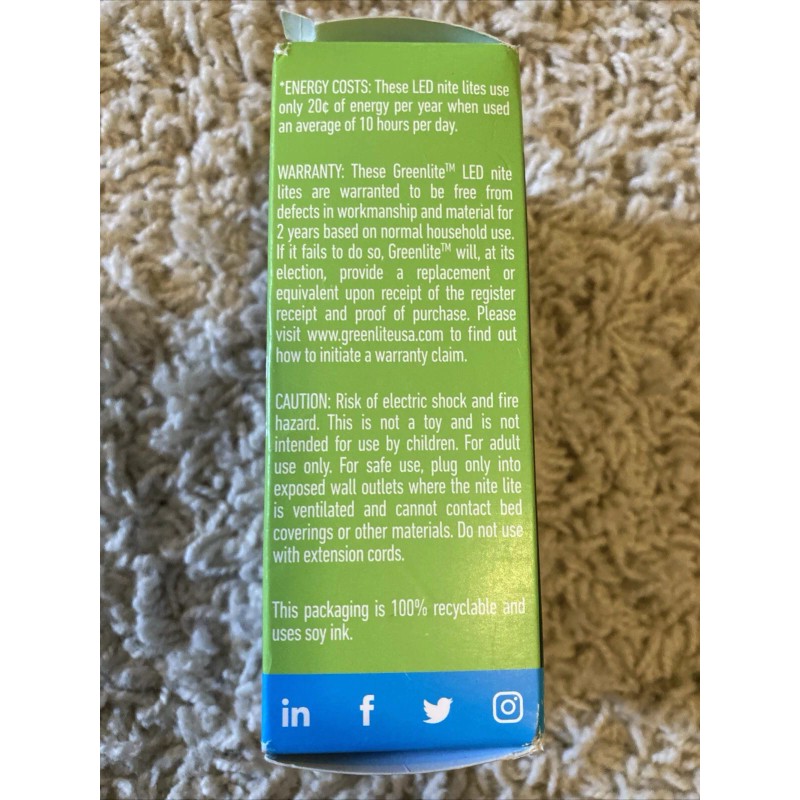 *ENERGY COSTS: These LED nite lites use
only 20¢ of energy per year when used
an average of 10 hours per day.
WARRANTY: These Greenlite™ LED nite
lites are warranted to be free from
defects in workmanship and material for
2 years based on normal household use.
If it fails to do so, Greenlite™ will, at its
election, provide a replacement or
equivalent upon receipt of the register
receipt and proof of purchase. Please
visit www.greenliteusa.com to find out
how to initiate a warranty claim.
CAUTION: Risk of electric shock and fire
hazard. This is not a toy and is not
intended for use by children. For adult
use only. For safe use, plug only into
exposed wall outlets where the nite lite
is ventilated and cannot contact bed
coverings or other materials. Do not use
with extension cords.
This packaging is 100% recyclable and
uses soy ink.
in f